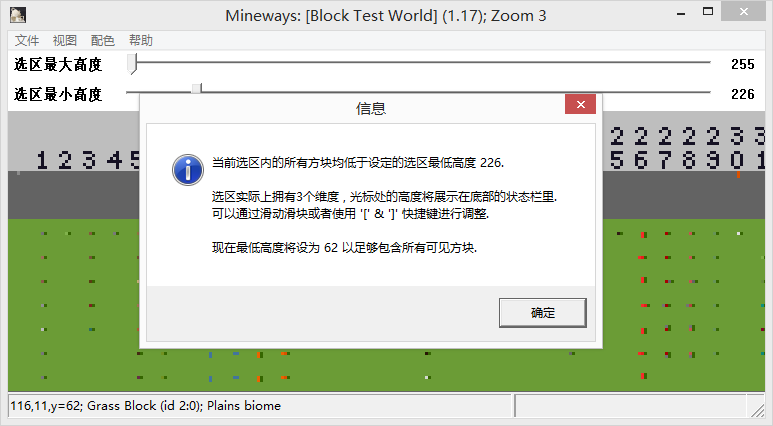 Mineways: [Block Test World] (1.17); Zoom 3
文件 视图 配色 帮助
选区最大高度 255
选区最小高度 226
信息
2 2 2 2 2 3 3
1 2 3 4 5 6 7 8 9 0 1
当前选区内的所有方块均低于设定的选区最低高度 226.
选区实际上拥有3个维度，光标处的高度将展示在底部的状态栏里.
可以通过滑动滑块或者使用 '[' & ']' 快捷键进行调整.
现在最低高度将设为 62 以足够包含所有可见方块.
确定
116,11,y=62; Grass Block (id 2:0); Plains biome